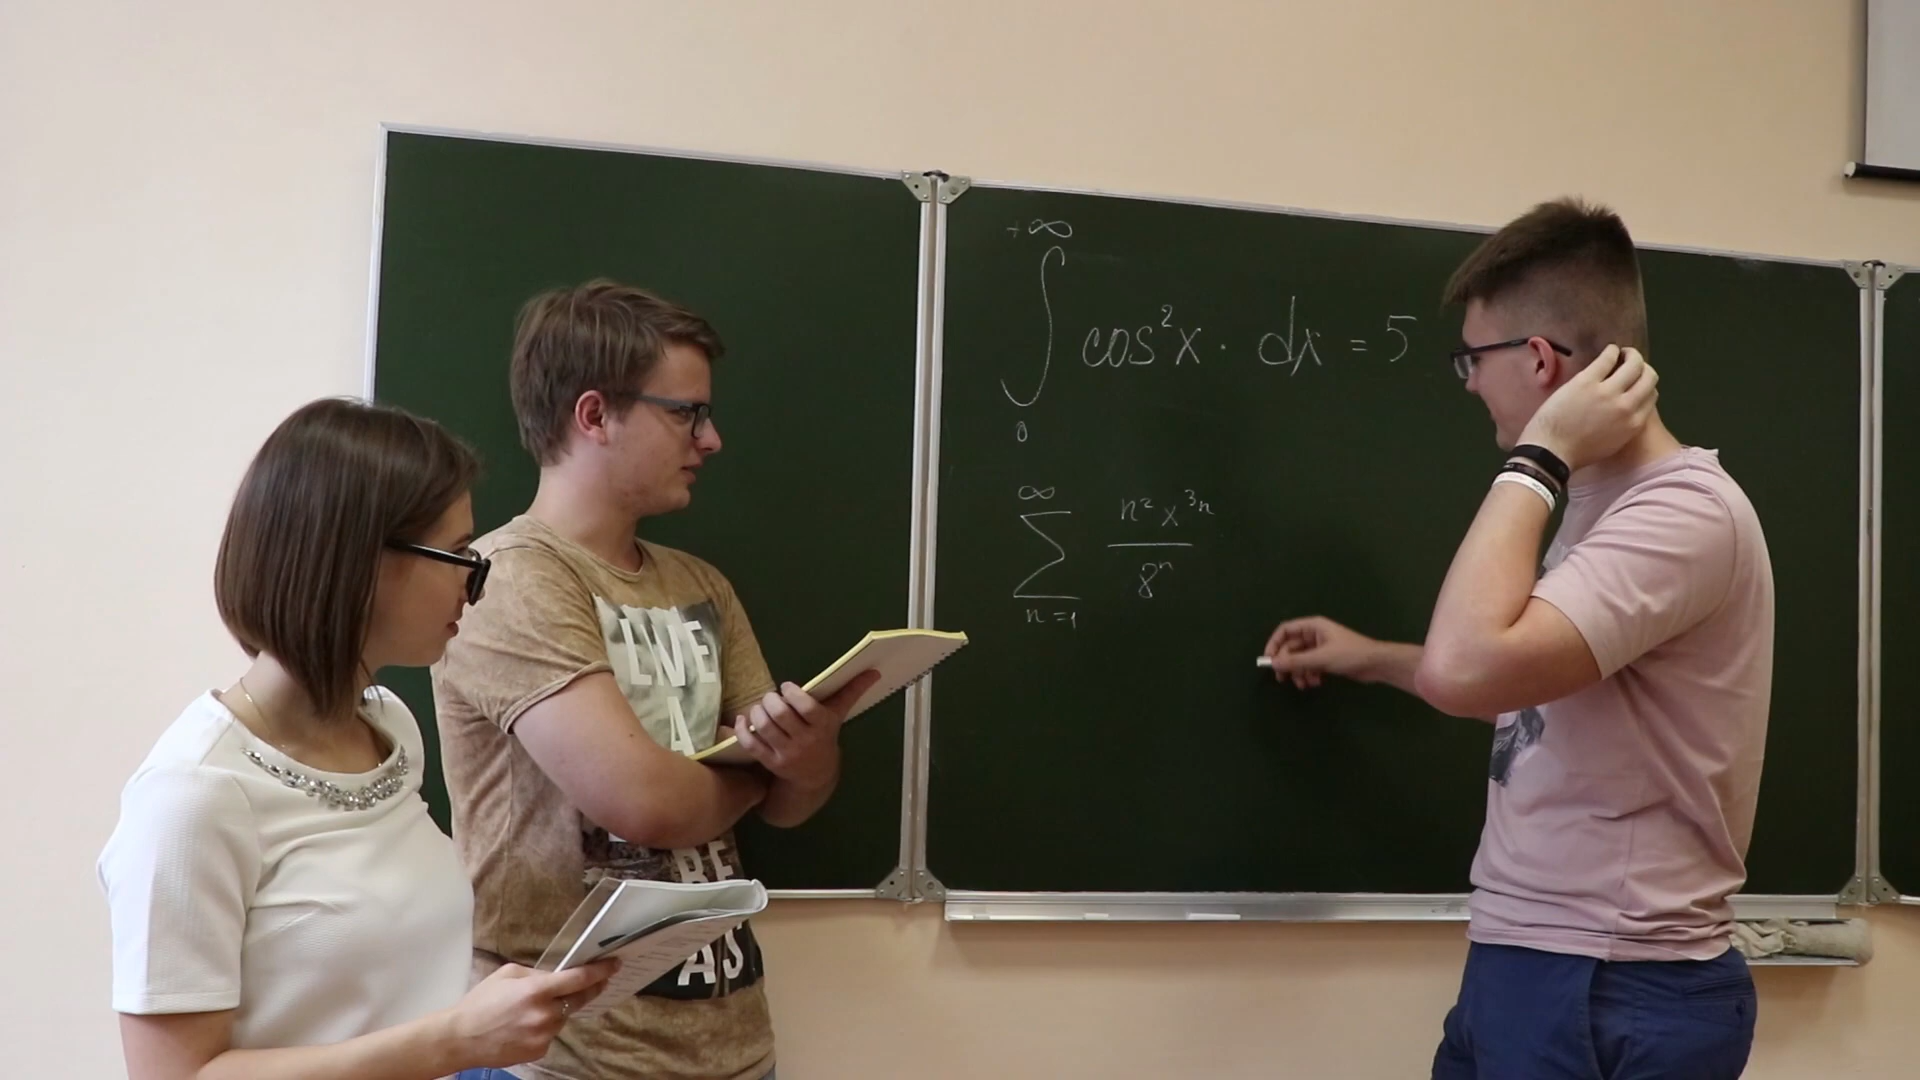 +∞
∫ cos²x · dx = 5
0
∞
∑ n²x³ⁿ
8ⁿ
n=1
LIVE
A
BE
AS